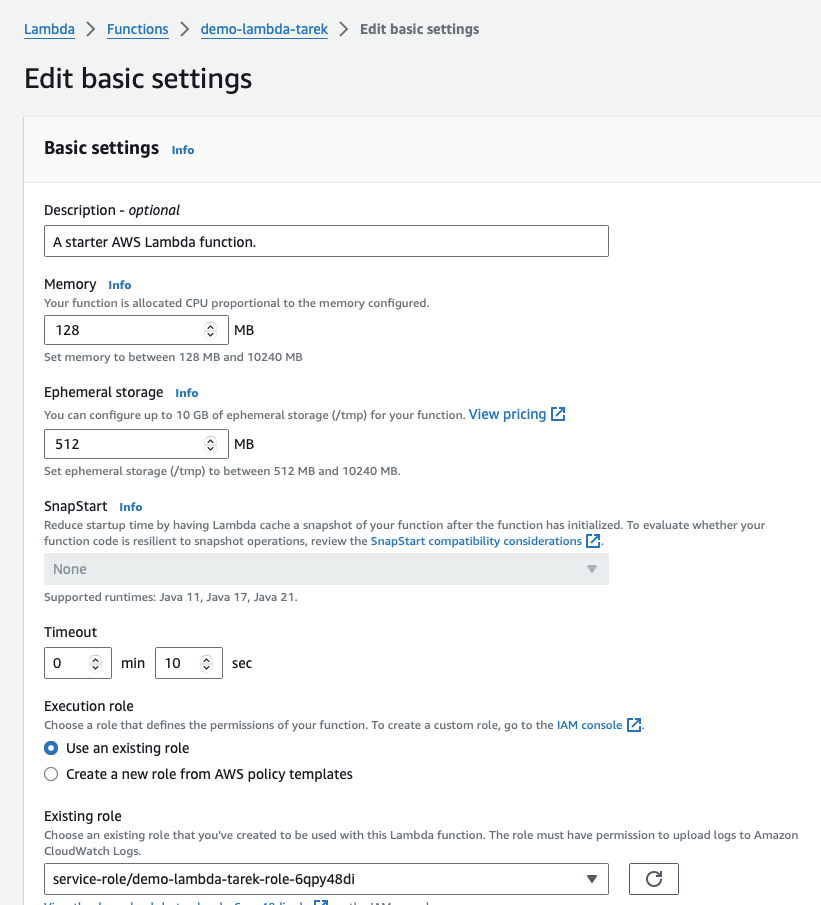 Lambda > Functions > demo-lambda-tarek > Edit basic settings
Edit basic settings
Basic settings Info
Description - optional
A starter AWS Lambda function.
Memory Info
Your function is allocated CPU proportional to the memory configured.
128 MB
Set memory to between 128 MB and 10240 MB
Ephemeral storage Info
You can configure up to 10 GB of ephemeral storage (/tmp) for your function. View pricing
512 MB
Set ephemeral storage (/tmp) to between 512 MB and 10240 MB.
SnapStart Info
Reduce startup time by having Lambda cache a snapshot of your function after the function has initialized. To evaluate whether your
function code is resilient to snapshot operations, review the SnapStart compatibility considerations .
None
Supported runtimes: Java 11, Java 17, Java 21.
Timeout
0 min 10 sec
Execution role
Choose a role that defines the permissions of your function. To create a custom role, go to the IAM console .
Use an existing role
Create a new role from AWS policy templates
Existing role
Choose an existing role that you've created to be used with this Lambda function. The role must have permission to upload logs to Amazon
CloudWatch Logs.
service-role/demo-lambda-tarek-role-6qpy48di